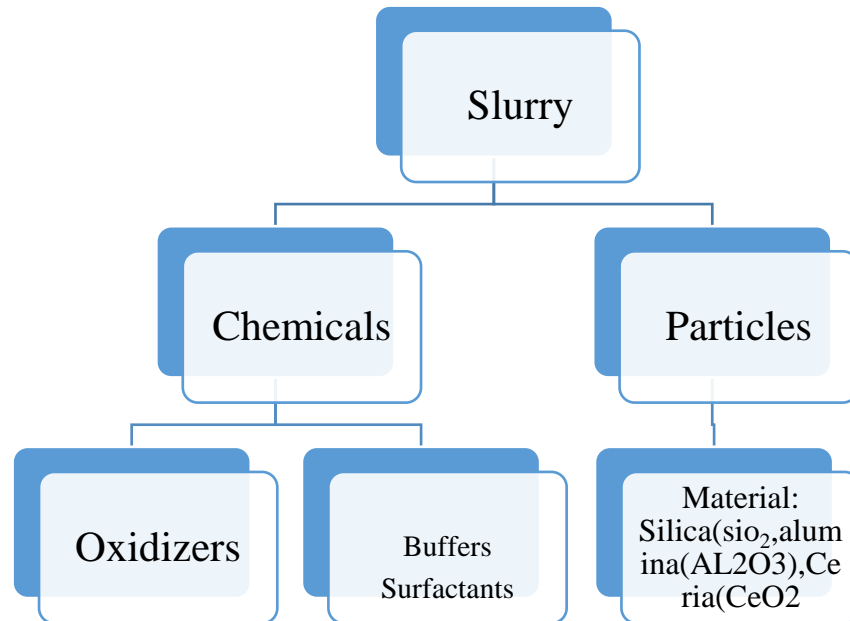 Slurry
Chemicals
Particles
Oxidizers
Buffers
Surfactants
Material:
Silica(sio₂,alum
ina(AL2O3),Ce
ria(CeO2